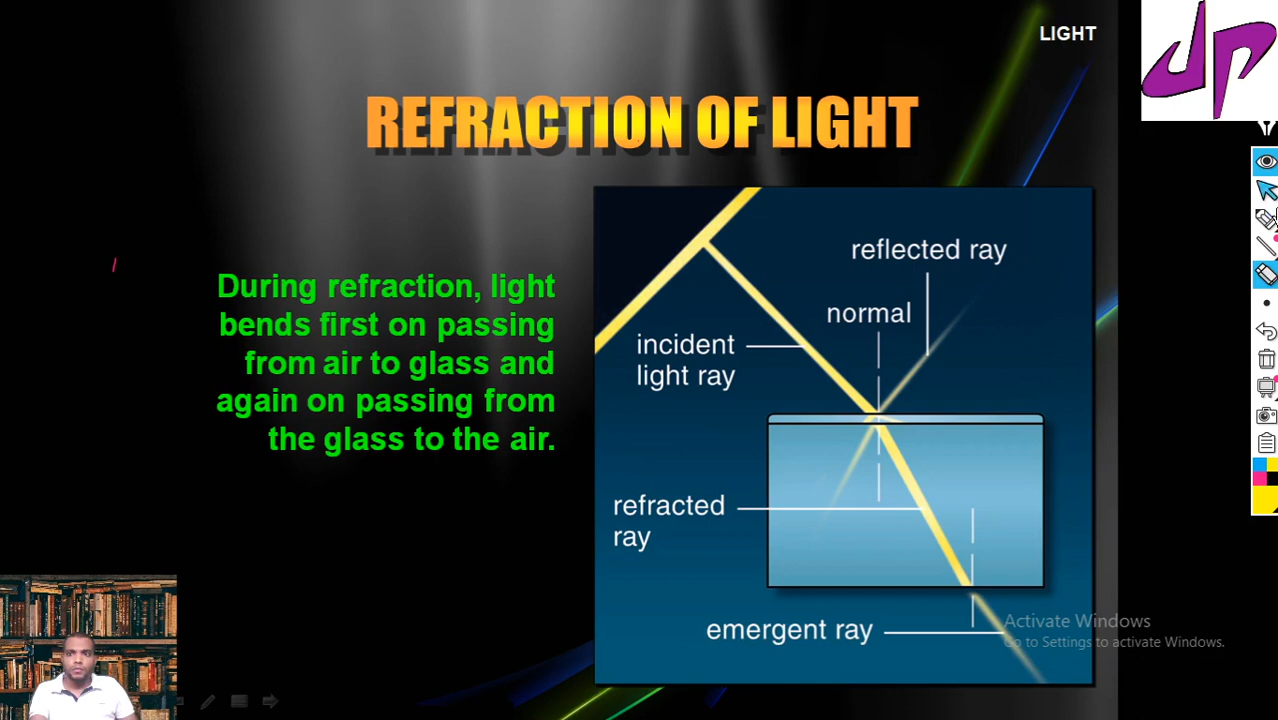 LIGHT
dp
REFRACTION OF LIGHT
During refraction, light
bends first on passing
from air to glass and
again on passing from
the glass to the air.
reflected ray
normal
incident
light ray
refracted
ray
emergent ray
Activate Windows
Go to Settings to activate Windows.